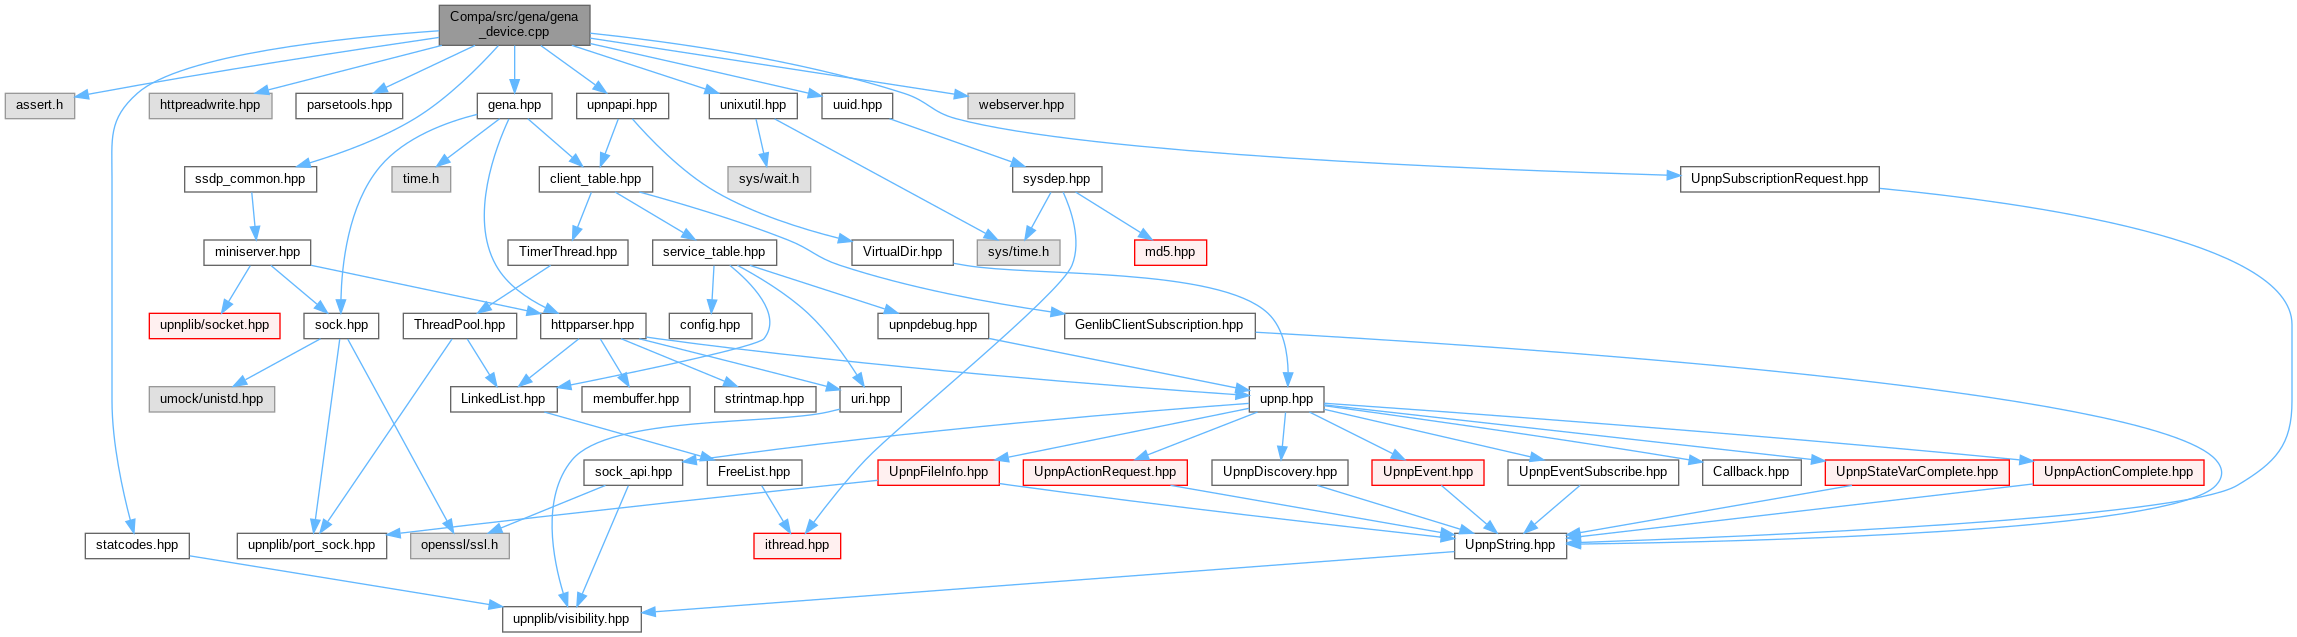 Compa/src/gena/gena
_device.cpp
assert.h
httpreadwrite.hpp
parsetools.hpp
gena.hpp
upnpapi.hpp
unixutil.hpp
uuid.hpp
webserver.hpp
ssdp_common.hpp
time.h
client_table.hpp
sys/wait.h
sysdep.hpp
UpnpSubscriptionRequest.hpp
miniserver.hpp
TimerThread.hpp
service_table.hpp
VirtualDir.hpp
sys/time.h
md5.hpp
upnplib/socket.hpp
sock.hpp
ThreadPool.hpp
httpparser.hpp
config.hpp
upnpdebug.hpp
GenlibClientSubscription.hpp
umock/unistd.hpp
LinkedList.hpp
membuffer.hpp
strintmap.hpp
uri.hpp
upnp.hpp
sock_api.hpp
FreeList.hpp
UpnpFileInfo.hpp
UpnpActionRequest.hpp
UpnpDiscovery.hpp
UpnpEvent.hpp
UpnpEventSubscribe.hpp
Callback.hpp
UpnpStateVarComplete.hpp
UpnpActionComplete.hpp
statcodes.hpp
upnplib/port_sock.hpp
openssl/ssl.h
ithread.hpp
UpnpString.hpp
upnplib/visibility.hpp